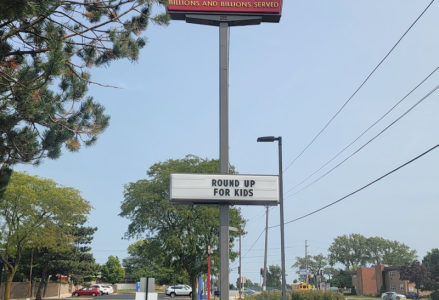 BILLIONS AND BILLIONS SERVED
ROUND UP
FOR KIDS